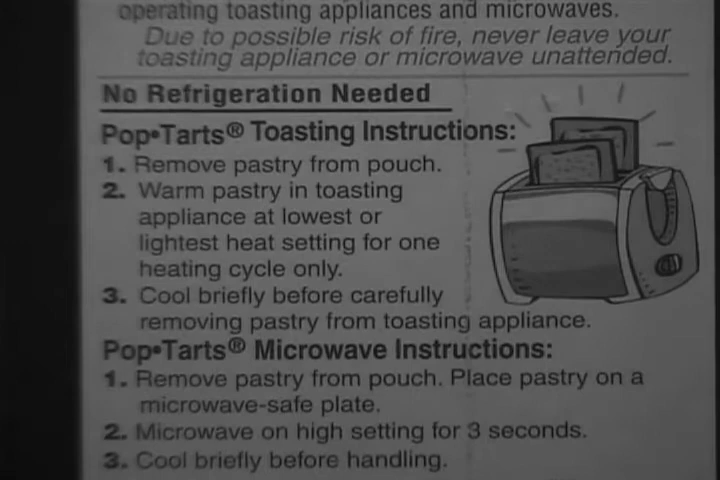 operating toasting appliances and microwaves.
Due to possible risk of fire, never leave your
toasting appliance or microwave unattended.
No Refrigeration Needed
Pop•Tarts® Toasting Instructions:
1. Remove pastry from pouch.
2. Warm pastry in toasting
appliance at lowest or
lightest heat setting for one
heating cycle only.
3. Cool briefly before carefully
removing pastry from toasting appliance.
Pop•Tarts® Microwave Instructions:
1. Remove pastry from pouch. Place pastry on a
microwave-safe plate.
2. Microwave on high setting for 3 seconds.
3. Cool briefly before handling.